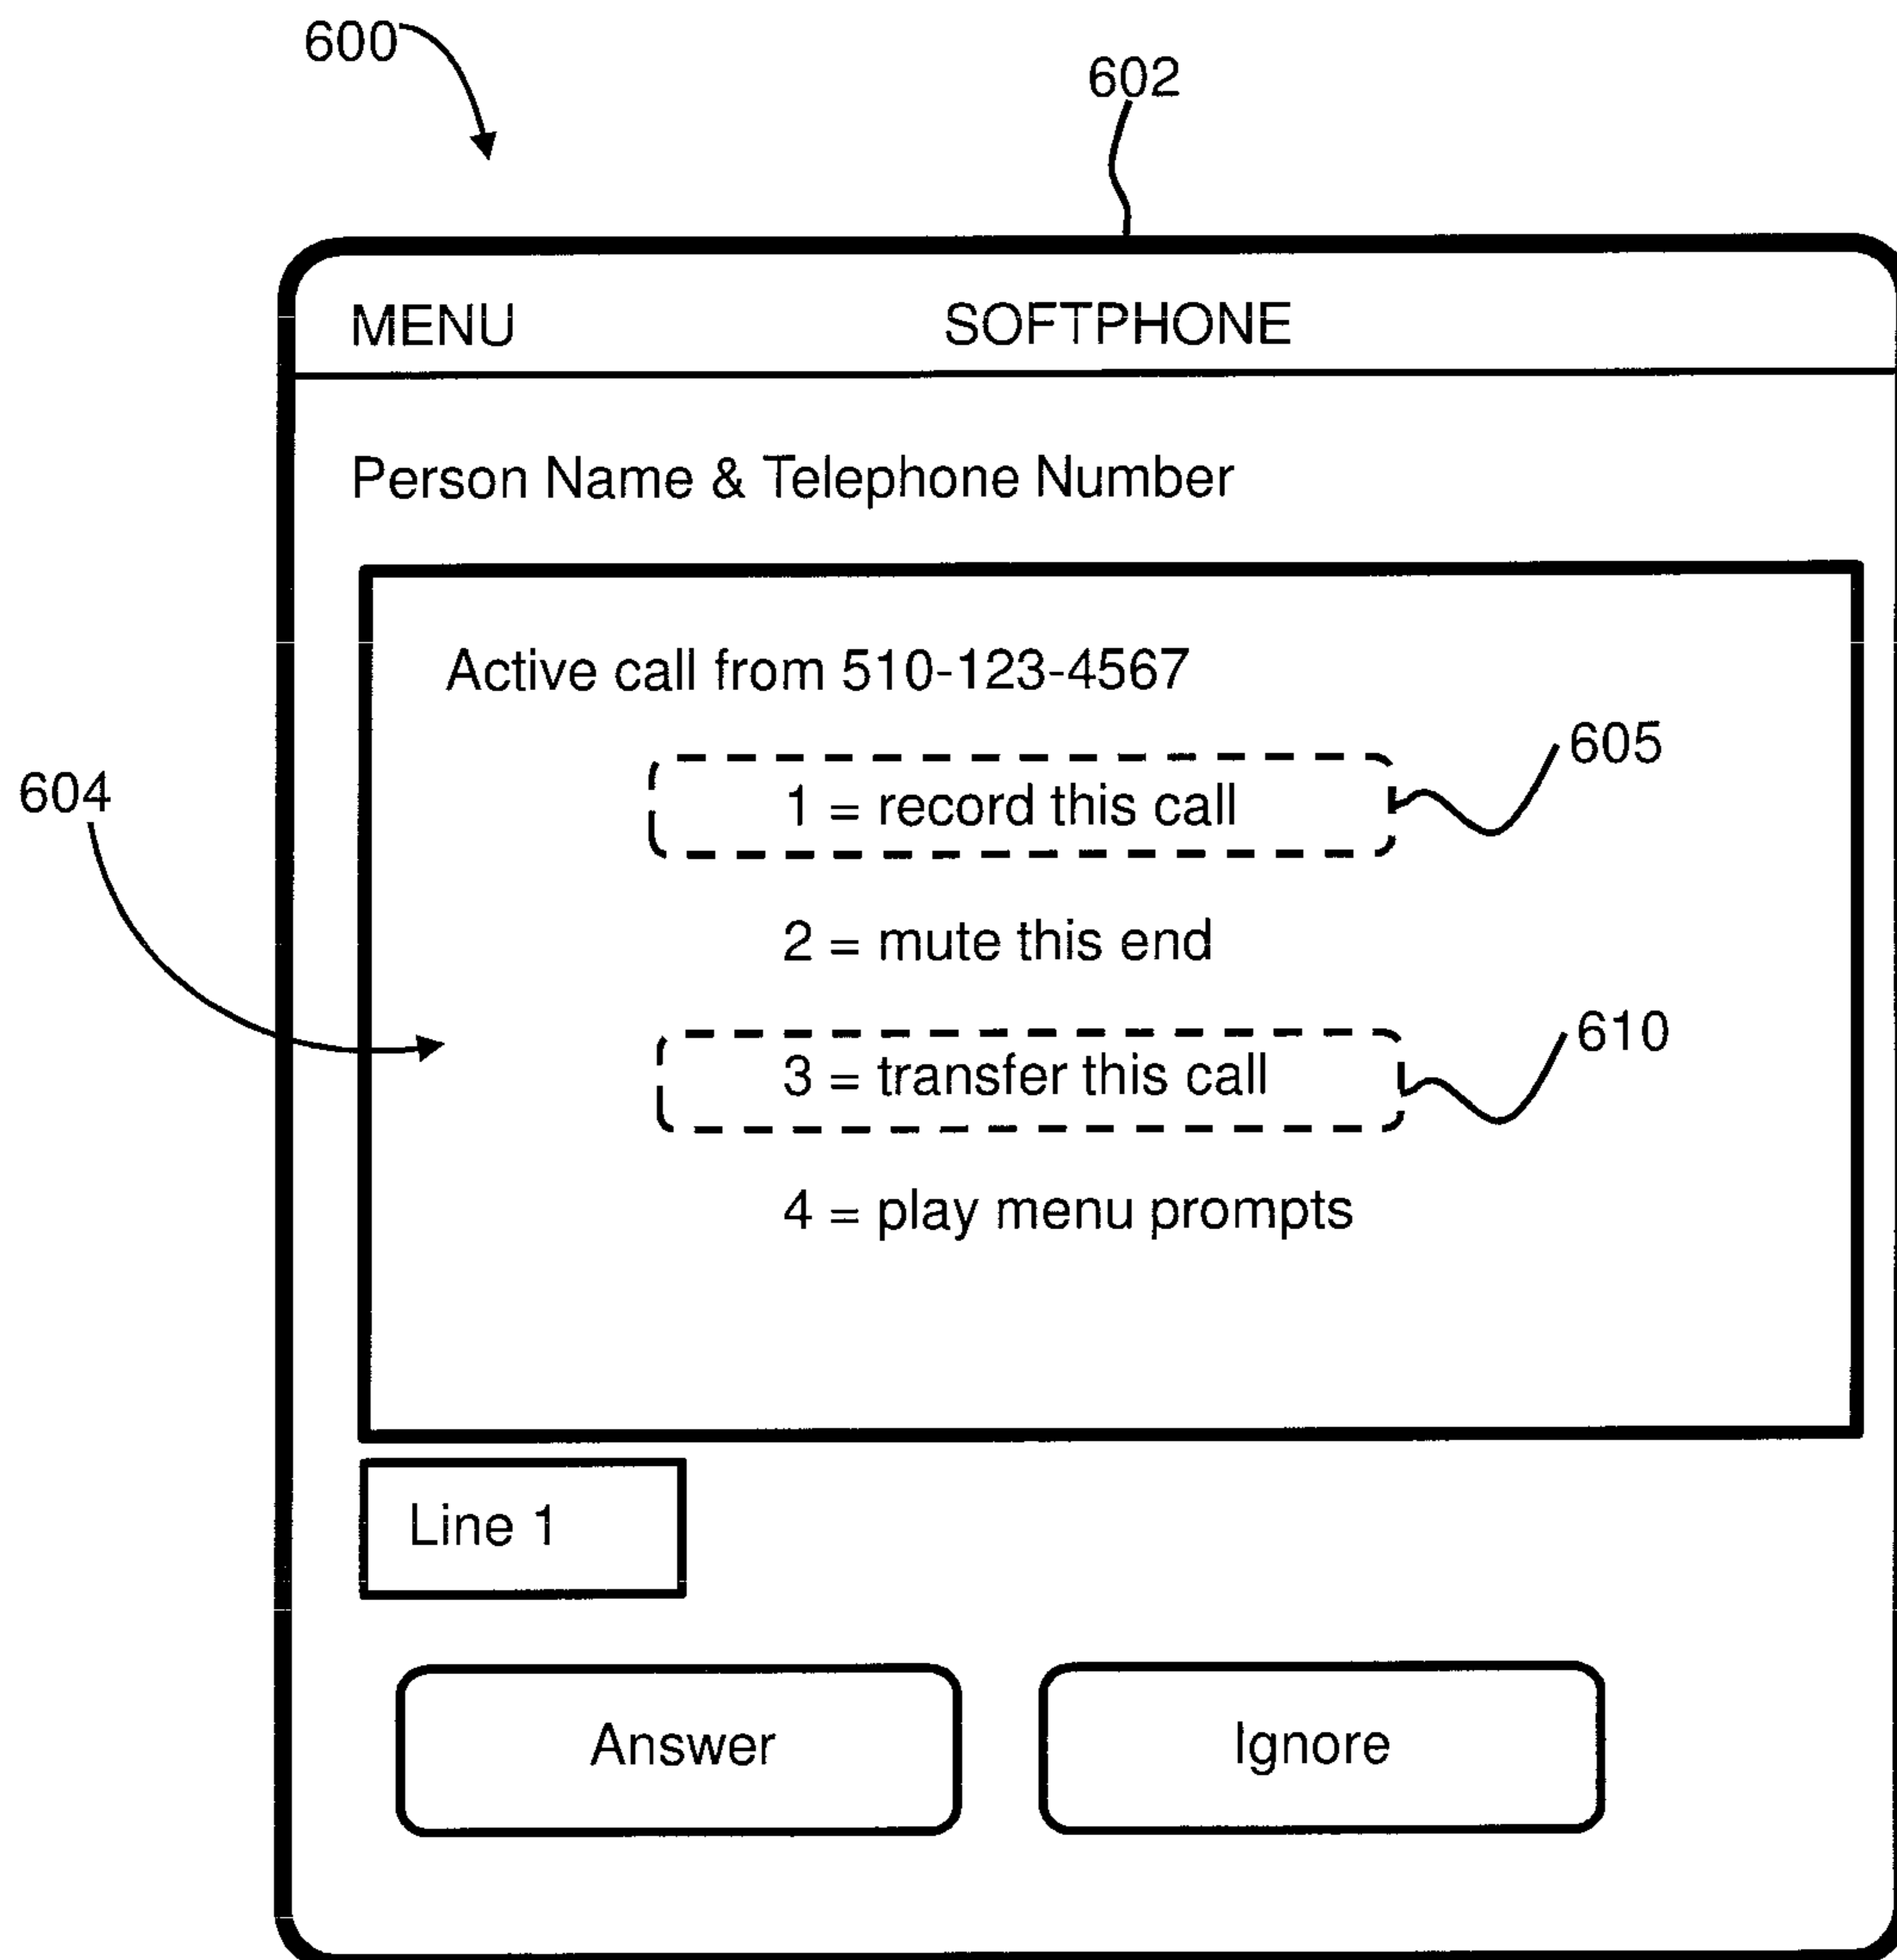 600
602
MENU SOFTPHONE
Person Name & Telephone Number
Active call from 510-123-4567
605
1 = record this call
604
2 = mute this end
610
3 = transfer this call
4 = play menu prompts
Line 1
Answer Ignore